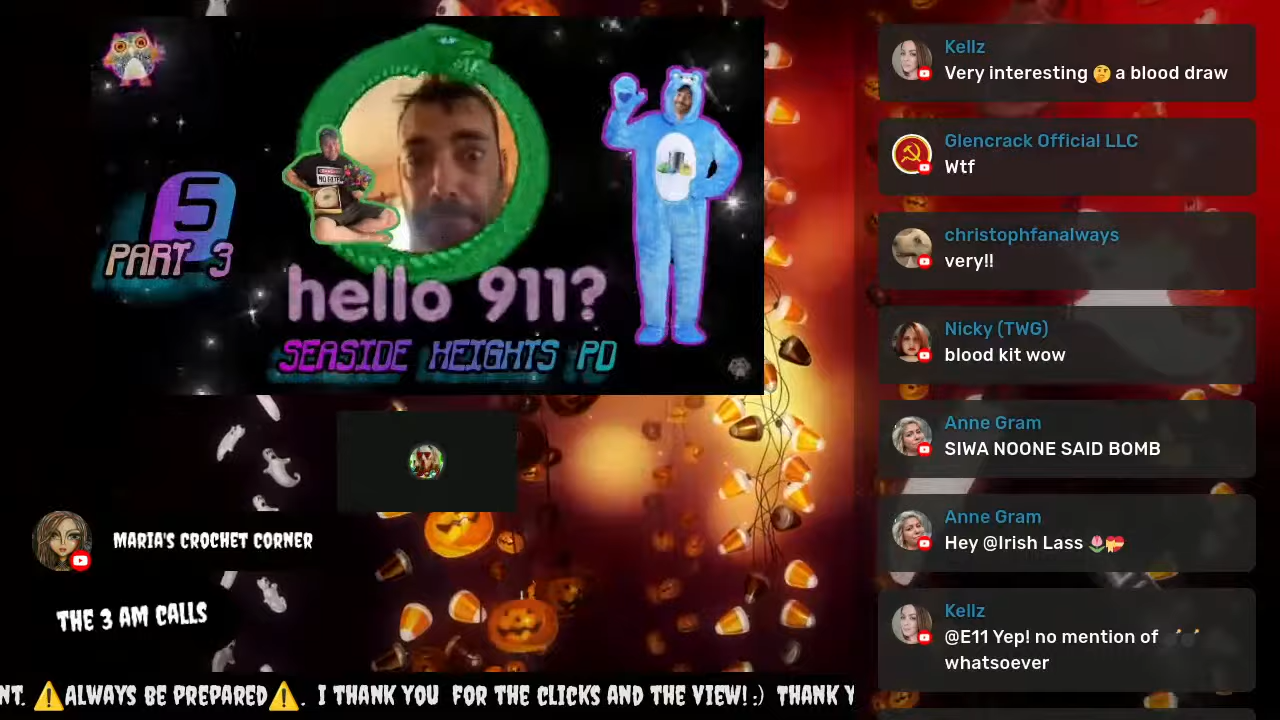 5
PART 3
hello 911?
SEASIDE HEIGHTS PD
MARIA'S CROCHET CORNER
THE 3 AM CALLS
NT. ⚠️ALWAYS BE PREPARED⚠️. I THANK YOU FOR THE CLICKS AND THE VIEW! :) THANK Y
Kellz
Very interesting 🤔 a blood draw
Glencrack Official LLC
Wtf
christophfanalways
very!!
Nicky (TWG)
blood kit wow
Anne Gram
SIWA NOONE SAID BOMB
Anne Gram
Hey @Irish Lass 🌷💝
Kellz
@E11 Yep! no mention of
whatsoever